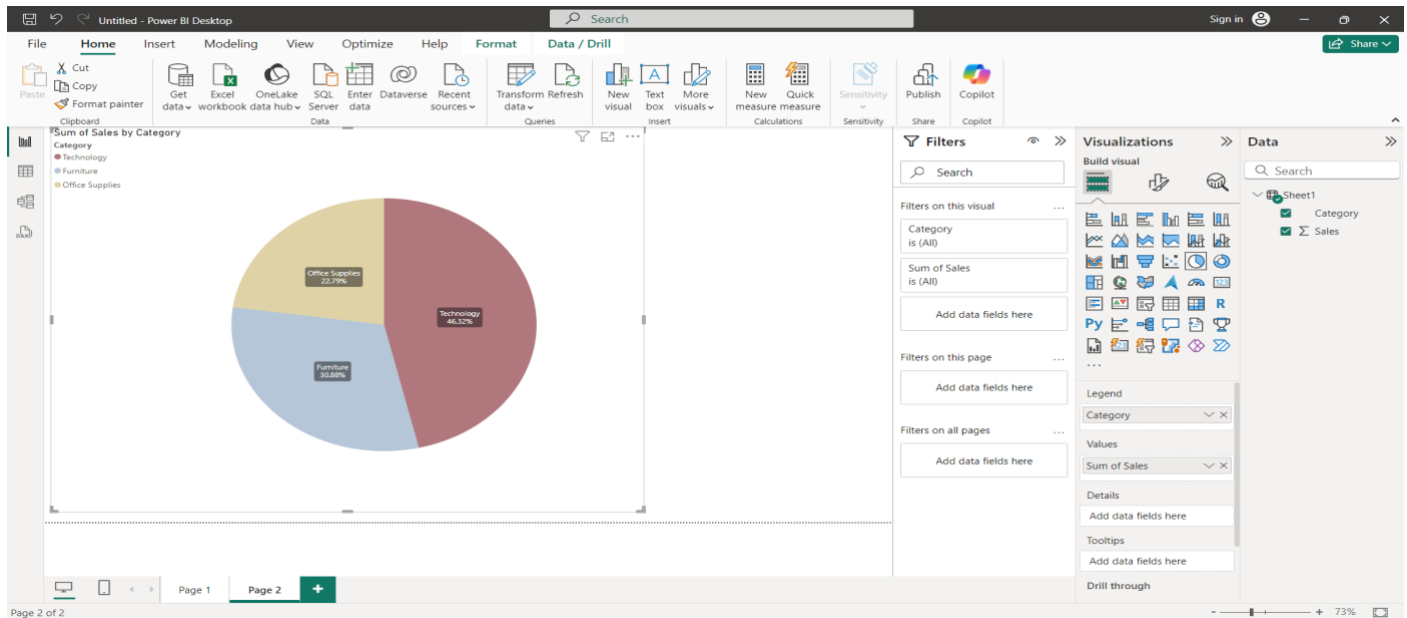 Untitled - Power BI Desktop
Search
Sign in
File Home Insert Modeling View Optimize Help Format Data / Drill
Share
Paste
Cut
Copy
Format painter
Clipboard
Get data
Excel workbook
OneLake data hub
SQL Server
Enter data
Dataverse
Recent sources
Data
Transform data
Refresh
Queries
New visual
Text box
More visuals
Insert
New measure
Quick measure
Calculations
Sensitivity
Sensitivity
Publish
Share
Copilot
Copilot
Sum of Sales by Category
Category
Technology
Furniture
Office Supplies
Office Supplies
22.79%
Technology
46.32%
Furniture
30.88%
Filters
Search
Filters on this visual
Category
is (All)
Sum of Sales
is (All)
Add data fields here
Filters on this page
Add data fields here
Filters on all pages
Add data fields here
Visualizations
Build visual
123
R
Py
Legend
Category
Values
Sum of Sales
Details
Add data fields here
Tooltips
Add data fields here
Drill through
Data
Search
Sheet1
Category
Σ Sales
Page 1
Page 2
+
Page 2 of 2
- + 73%